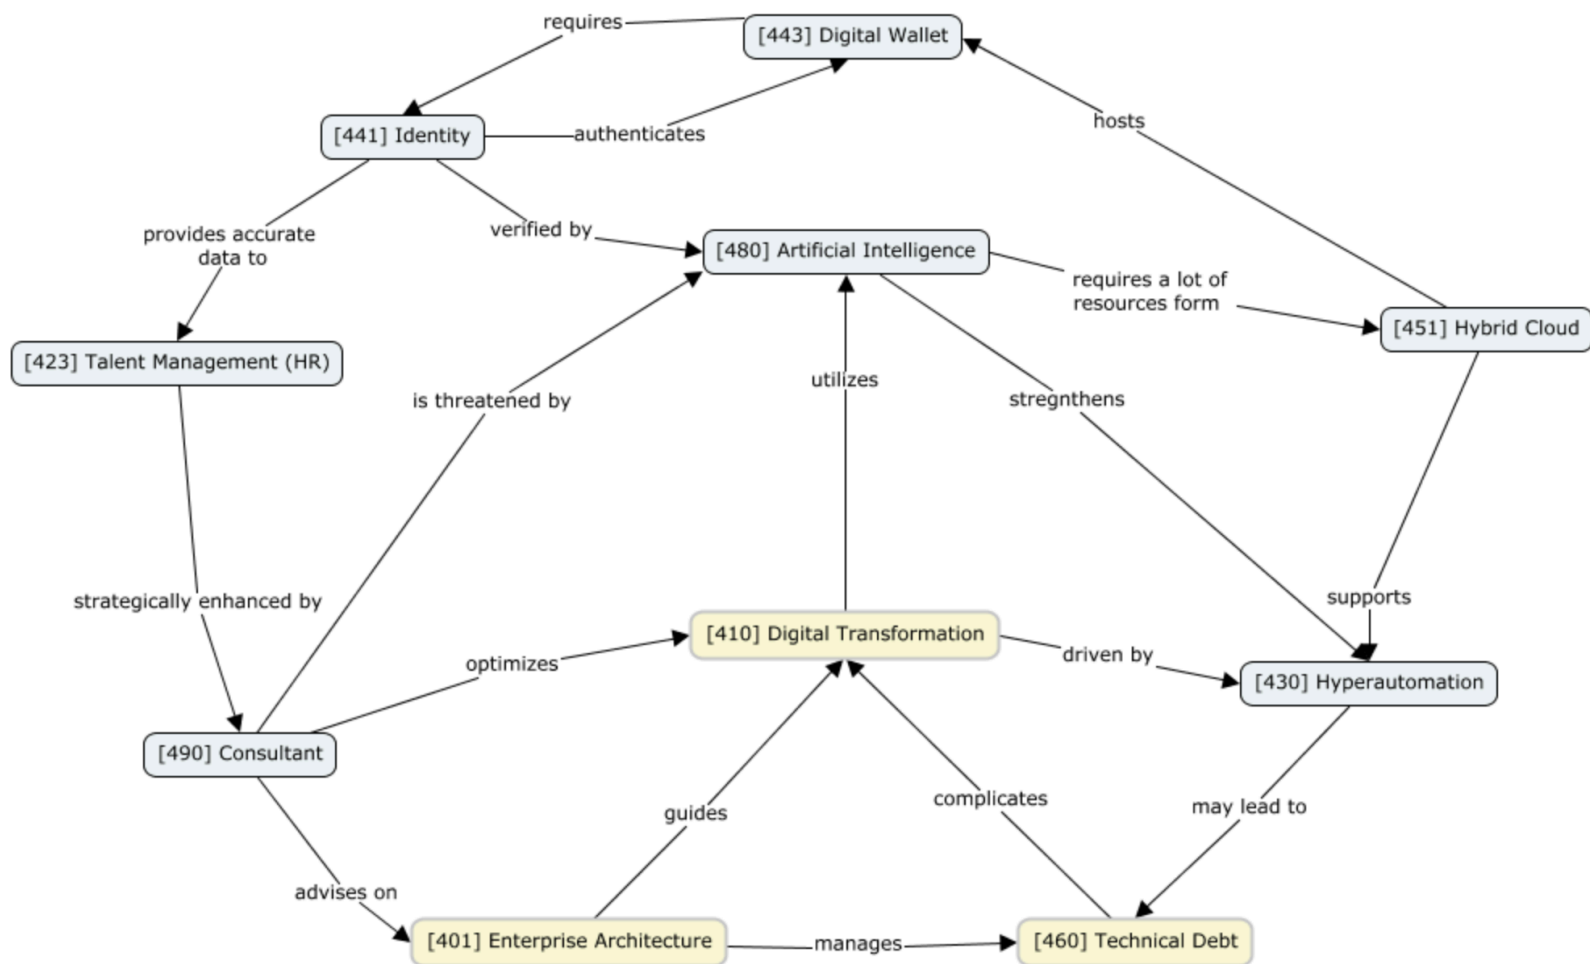 requires
[443] Digital Wallet
hosts
[441] Identity
authenticates
provides accurate
data to
verified by
[480] Artificial Intelligence
requires a lot of
resources form
[451] Hybrid Cloud
[423] Talent Management (HR)
is threatened by
utilizes
stregnthens
strategically enhanced by
supports
optimizes
[410] Digital Transformation
driven by
[430] Hyperautomation
[490] Consultant
guides
complicates
may lead to
advises on
[401] Enterprise Architecture
manages
[460] Technical Debt